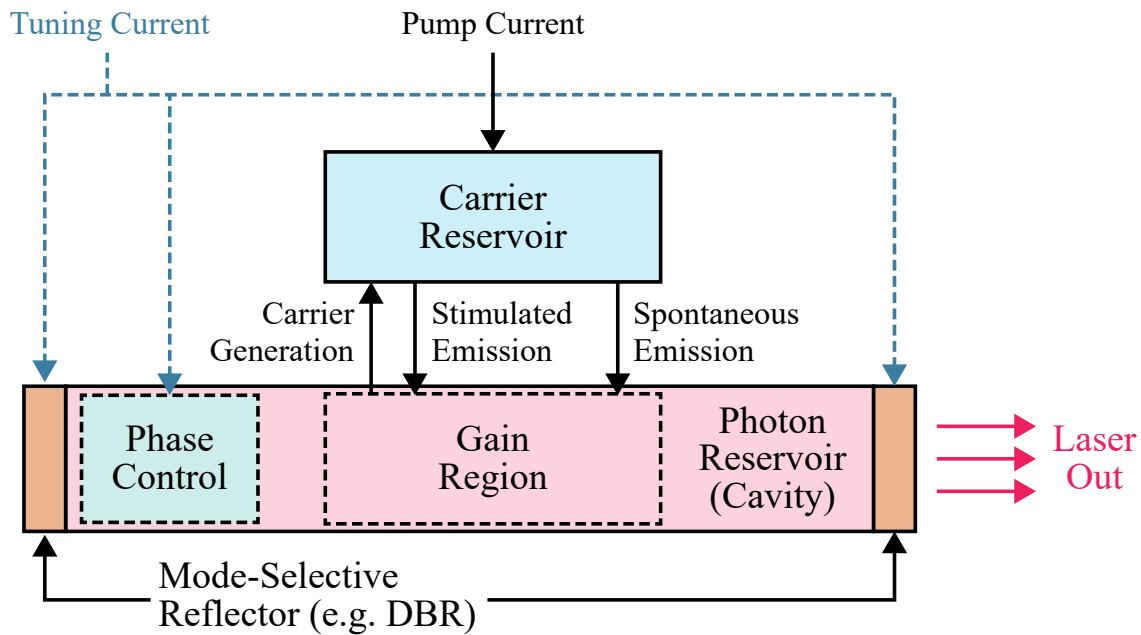 Tuning Current
Pump Current
Carrier
Reservoir
Carrier
Generation
Stimulated
Emission
Spontaneous
Emission
Phase
Control
Gain
Region
Photon
Reservoir
(Cavity)
Laser
Out
Mode-Selective
Reflector (e.g. DBR)